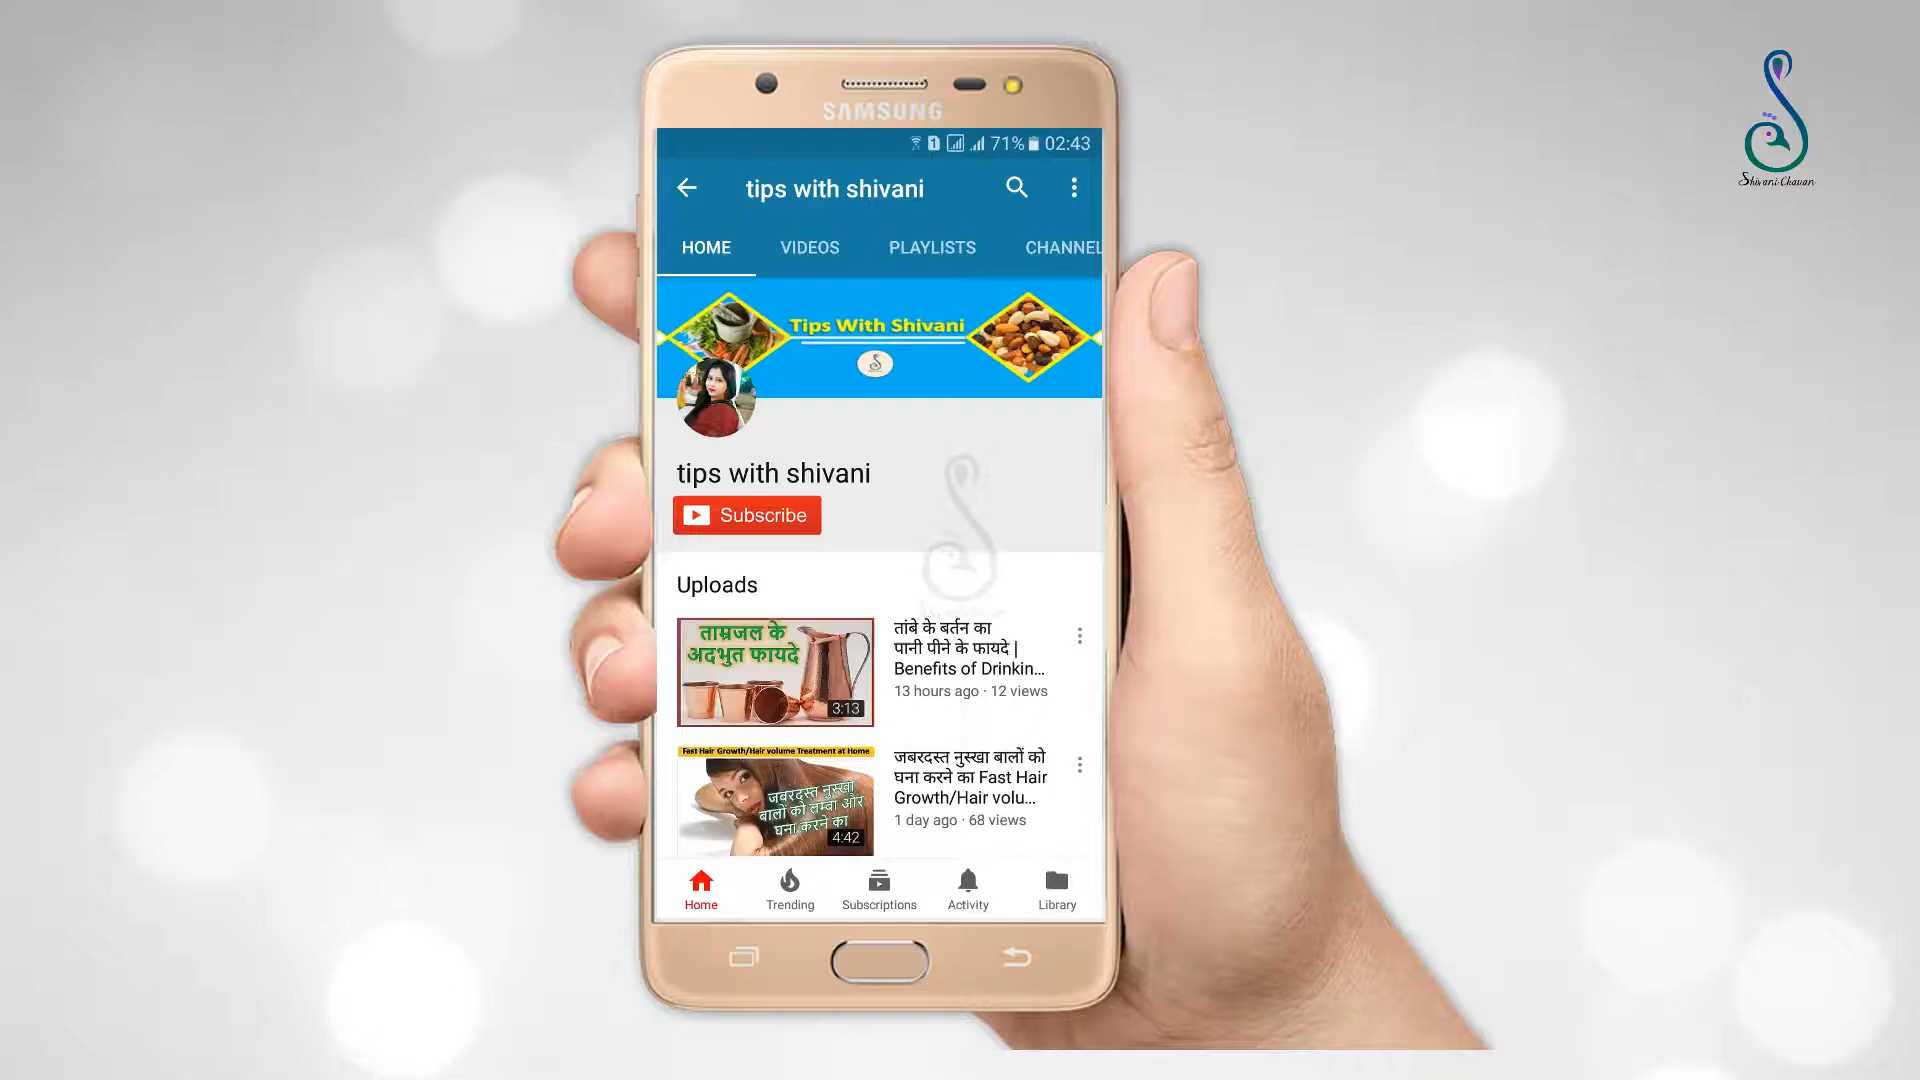 Shivani Chavan
SAMSUNG
1 71% 02:43
tips with shivani
HOME VIDEOS PLAYLISTS CHANNEL
Tips With Shivani
tips with shivani
Subscribe
Uploads
ताम्रजल के
अदभुत फायदे
3:13
तांबे के बर्तन का
पानी पीने के फायदे |
Benefits of Drinkin...
13 hours ago · 12 views
Fast Hair Growth/Hair volume Treatment at Home
जबरदस्त नुस्खा
बालों को लम्बा और
घना करने का
4:42
जबरदस्त नुस्खा बालों को
घना करने का Fast Hair
Growth/Hair volu...
1 day ago · 68 views
Home Trending Subscriptions Activity Library